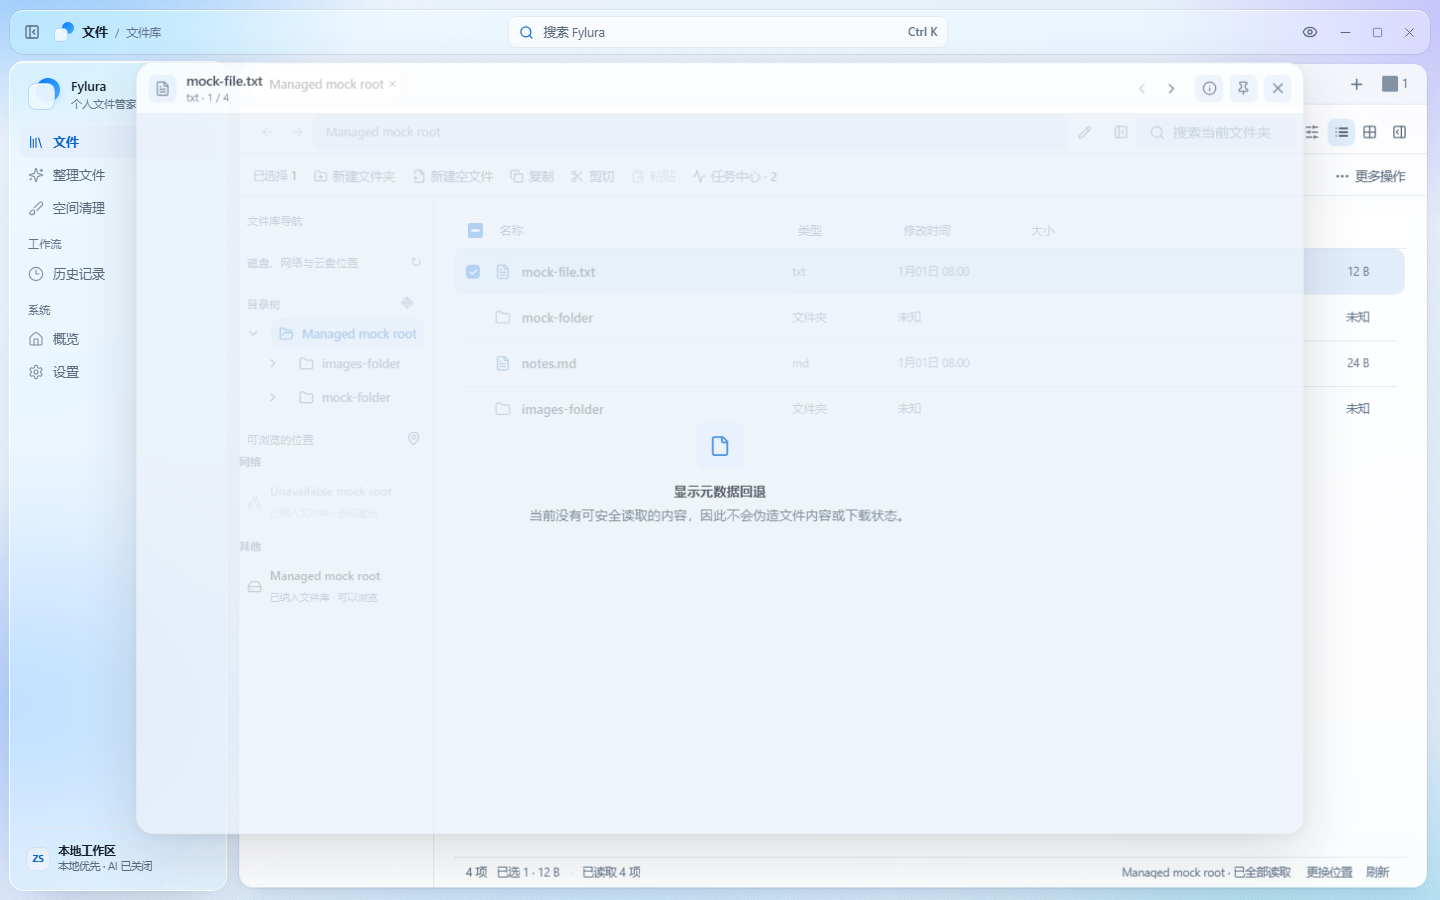 文件 / 文件库
搜索 Fylura
Ctrl K
Fylura
个人文件管家
文件
整理文件
空间清理
工作流
历史记录
系统
概览
设置
ZS
本地工作区
本地优先 · AI 已关闭
mock-file.txt
txt · 1 / 4
Managed mock root ×
1
Managed mock root
搜索当前文件夹
已选择 1
新建文件夹
新建空文件
复制
剪切
粘贴
任务中心 · 2
更多操作
文件库导航
磁盘、网络与云盘位置
目录树
Managed mock root
images-folder
mock-folder
可浏览的位置
网络
Unavailable mock root
其他
Managed mock root
已纳入文件库 · 可以浏览
名称 类型 修改时间 大小
mock-file.txt txt 1月01日 08:00 12 B
mock-folder 文件夹 未知 未知
notes.md md 1月01日 08:00 24 B
images-folder 文件夹 未知 未知
显示元数据回退
当前没有可安全读取的内容，因此不会伪造文件内容或下载状态。
4 项 已选 1 · 12 B · 已读取 4 项
Managed mock root · 已全部读取 更换位置 刷新